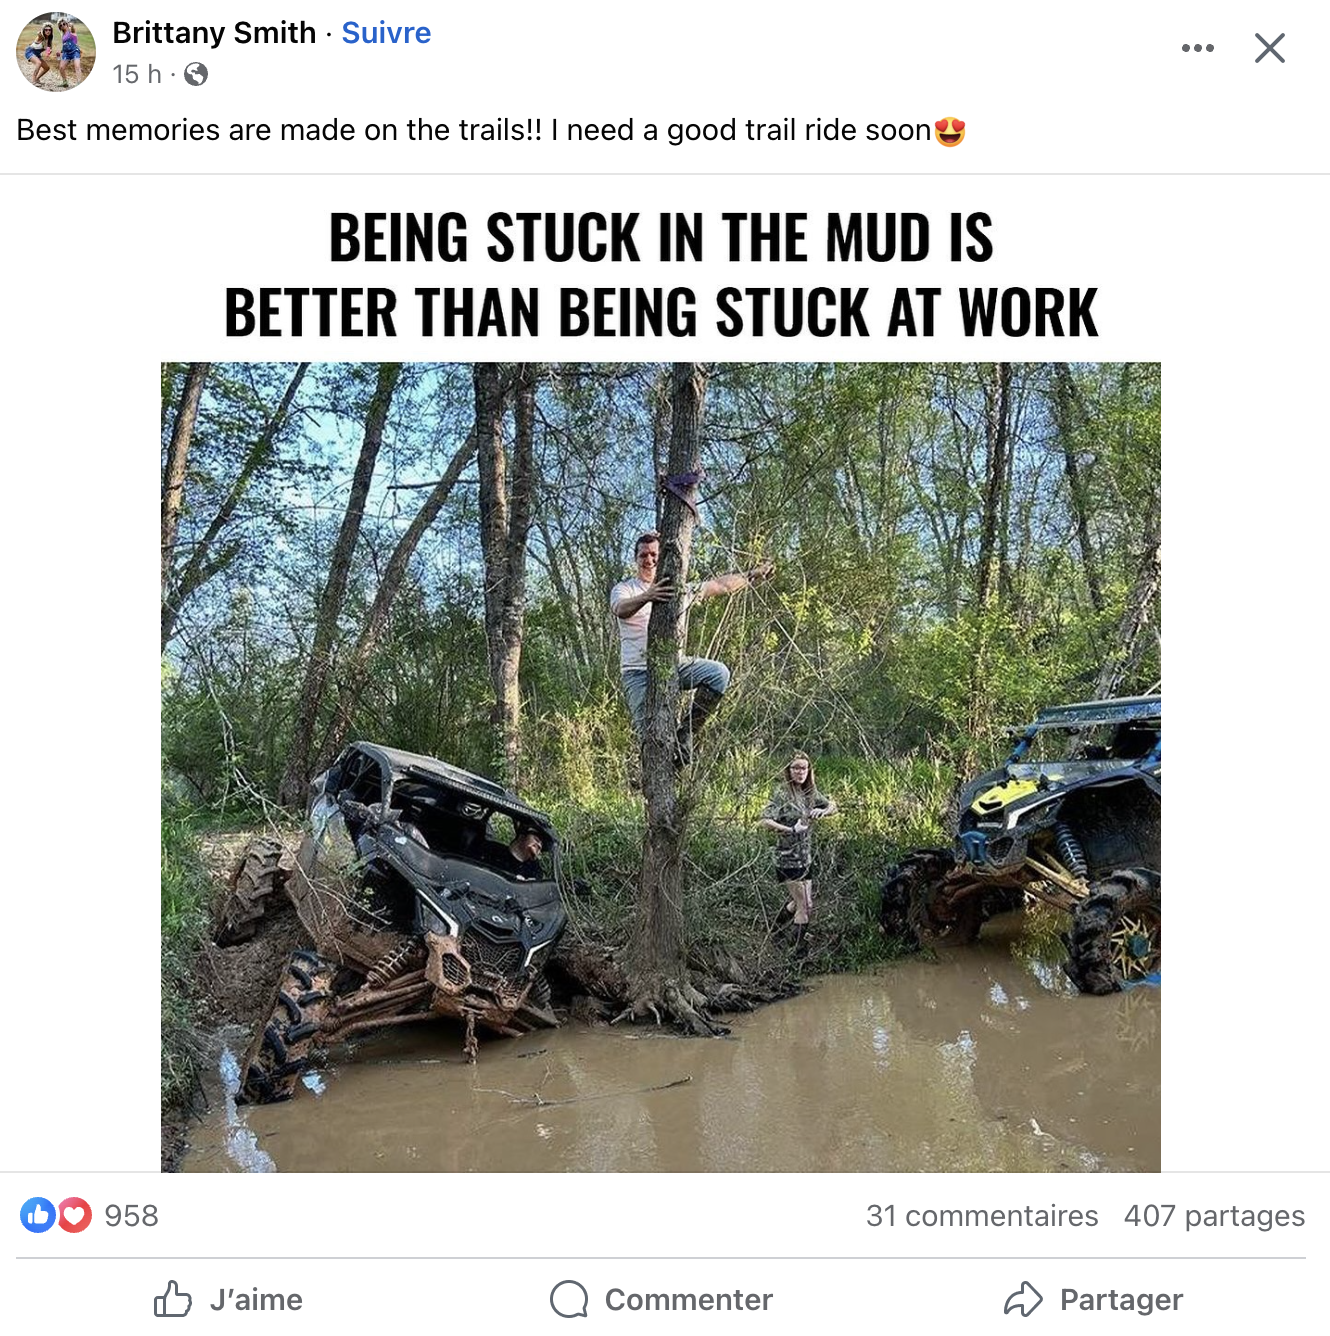 Brittany Smith · Suivre
15 h ·
Best memories are made on the trails!! I need a good trail ride soon😍
BEING STUCK IN THE MUD IS
BETTER THAN BEING STUCK AT WORK
958
31 commentaires 407 partages
J'aime Commenter Partager